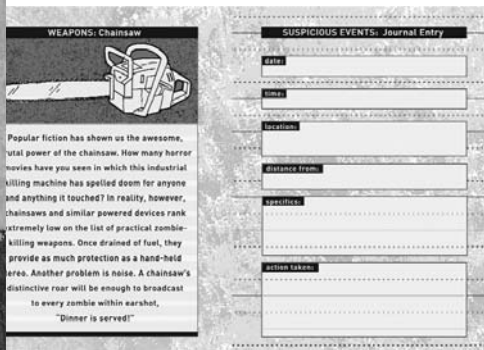 WEAPONS: Chainsaw
Popular fiction has shown us the awesome,
utal power of the chainsaw. How many horror
movies have you seen in which this industrial
killing machine has spelled doom for anyone
and anything it touched? In reality, however,
chainsaws and similar powered devices rank
extremely low on the list of practical zombie-
killing weapons. Once drained of fuel, they
provide as much protection as a hand-held
tereo. Another problem is noise. A chainsaw's
distinctive roar will be enough to broadcast
to every zombie within earshot,
"Dinner is served!"
SUSPICIOUS EVENTS: Journal Entry
date:
time:
location:
distance from:
specifics:
action taken: